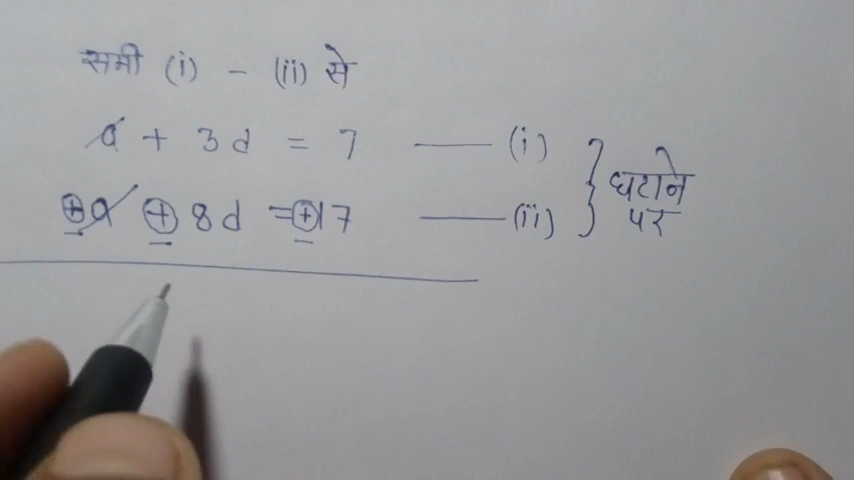 समी (i) - (ii) से
a + 3d = 7 —— (i)
+a + 8d = +17 —— (ii)
} घटाने
पर